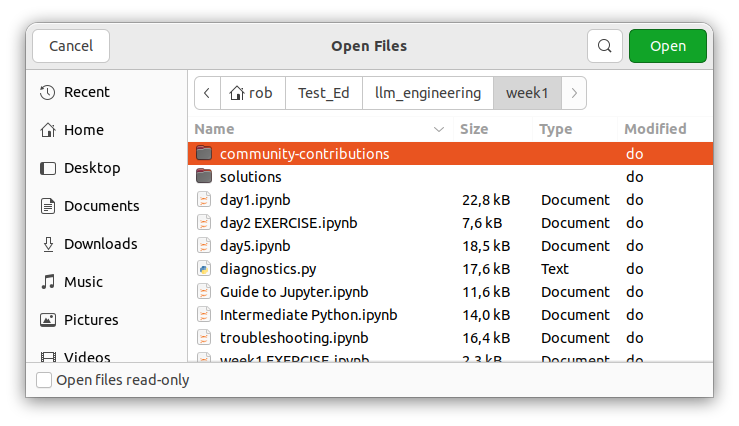 Cancel Open Files Open
Recent
Home
Desktop
Documents
Downloads
Music
Pictures
Videos
rob Test_Ed llm_engineering week1
Name Size Type Modified
community-contributions do
solutions do
day1.ipynb 22,8 kB Document do
day2 EXERCISE.ipynb 7,6 kB Document do
day5.ipynb 18,5 kB Document do
diagnostics.py 17,6 kB Text do
Guide to Jupyter.ipynb 11,6 kB Document do
Intermediate Python.ipynb 14,0 kB Document do
troubleshooting.ipynb 16,4 kB Document do
week1 EXERCISE.ipynb 2,3 kB Document do
Open files read-only